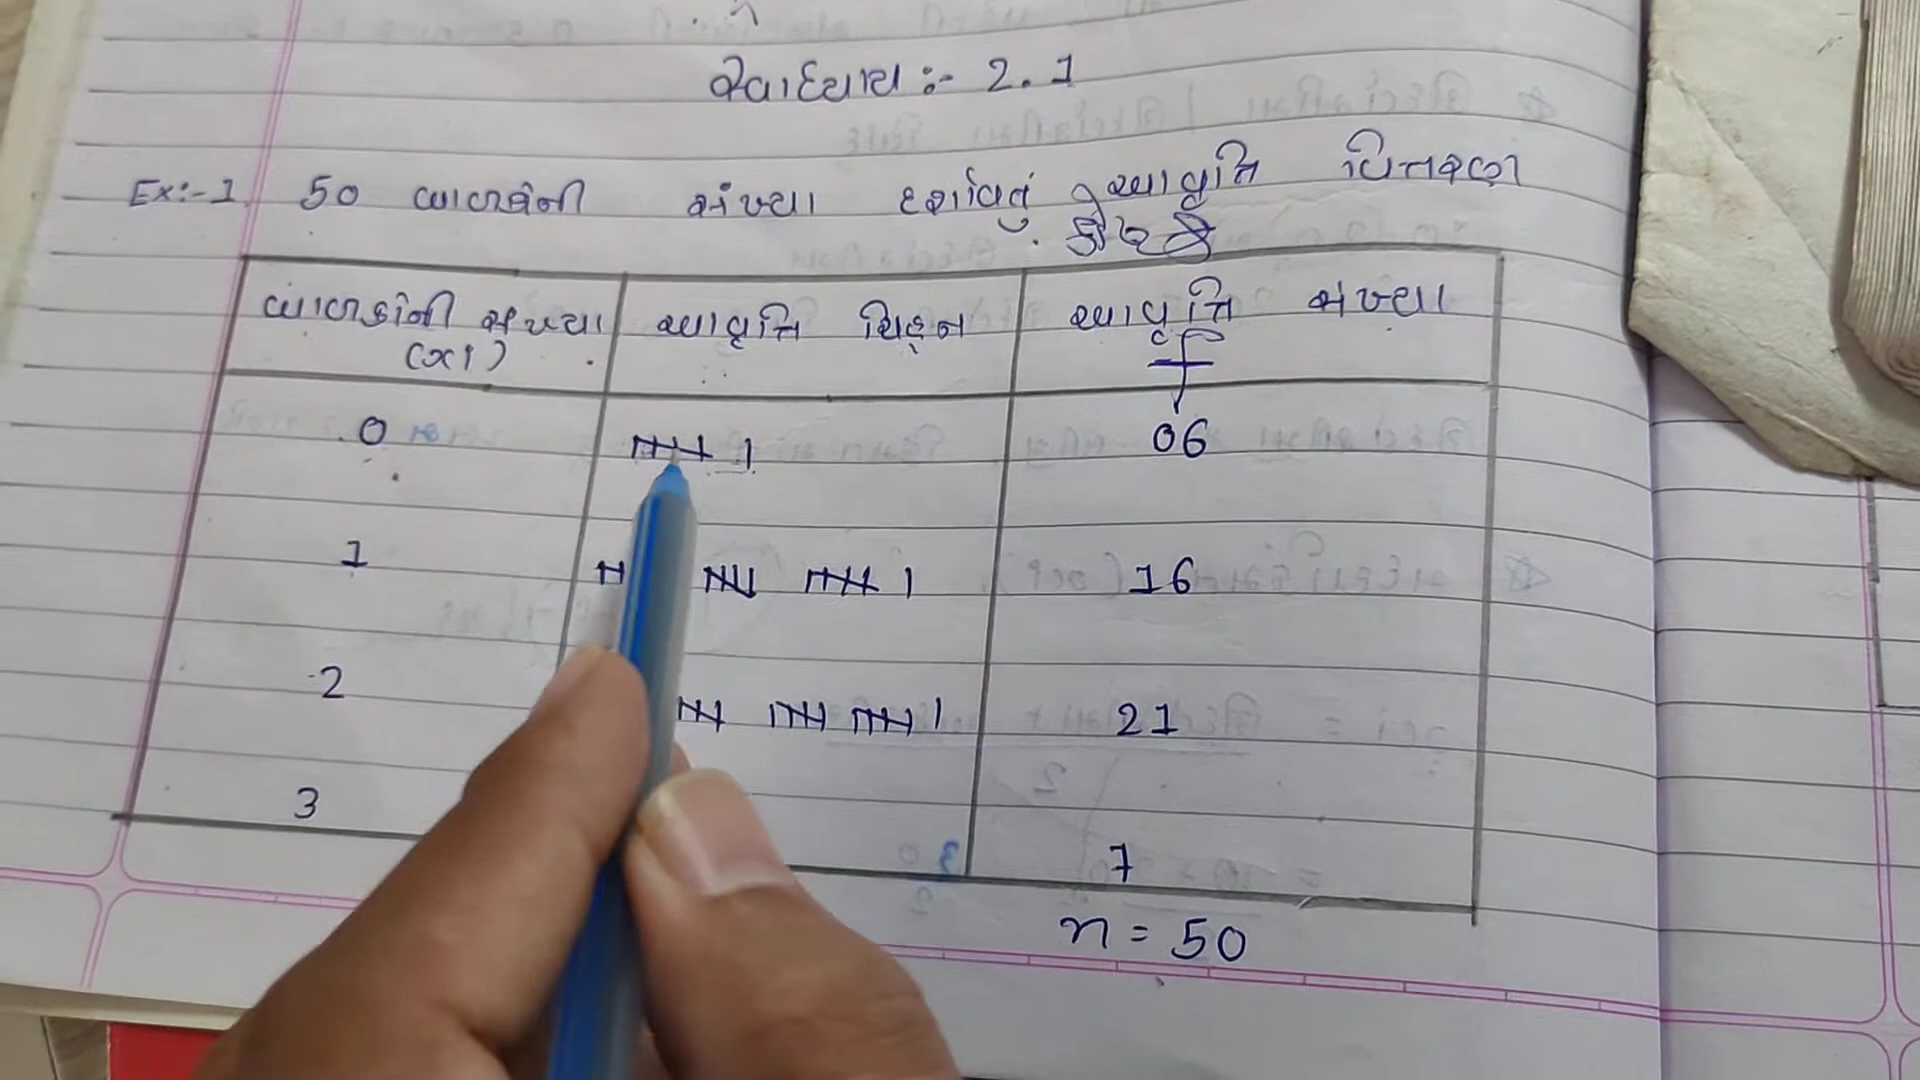 સ્વાધ્યાય :- 2.1
Ex:-1 50 બાળકોની સંખ્યા દર્શાવતું આવૃત્તિ વિતરણ
કોષ્ટક
બાળકોની સંખ્યા (xi) આવૃત્તિ ચિહ્ન આવૃત્તિ સંખ્યા f
0 𝍸 | 06
1 𝍸 𝍸 𝍸 | 16
2 𝍸 𝍸 𝍸 | 21
3 7
n = 50